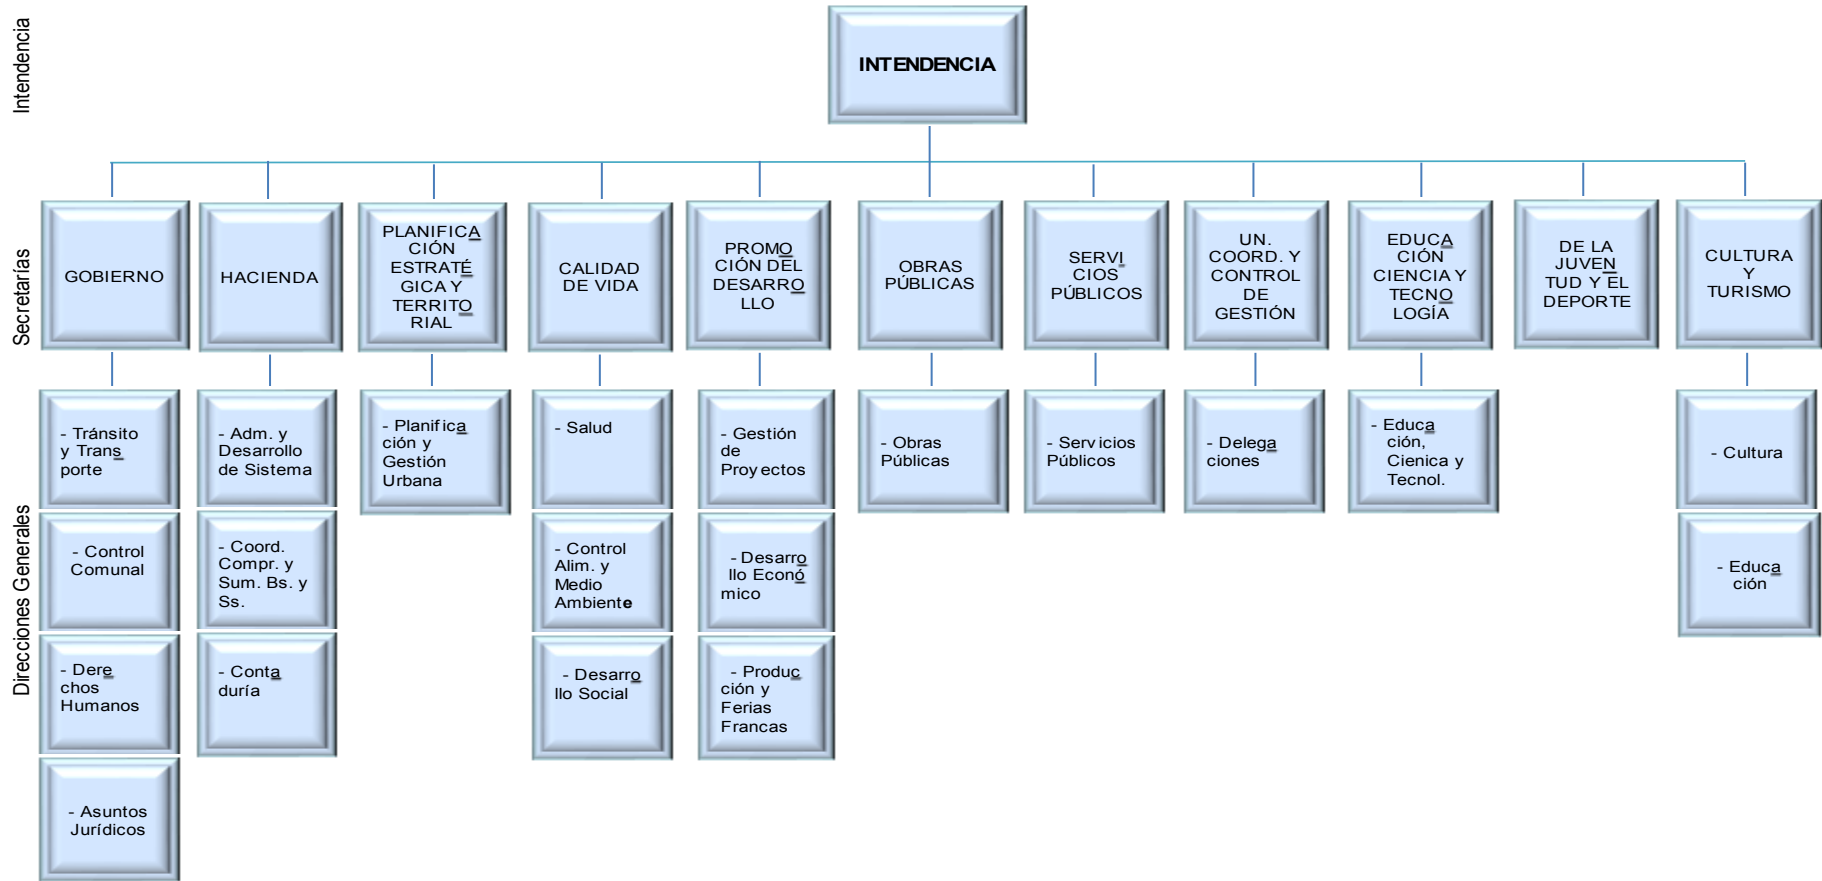 Intendencia
INTENDENCIA
Secretarías
GOBIERNO
HACIENDA
PLANIFICA
CIÓN
ESTRATÉ
GICA Y
TERRITO
RIAL
CALIDAD
DE VIDA
PROMO
CIÓN DEL
DESARRO
LLO
OBRAS
PÚBLICAS
SERVI
CIOS
PÚBLICOS
UN.
COORD. Y
CONTROL
DE
GESTIÓN
EDUCA
CIÓN
CIENCIA Y
TECNO
LOGÍA
DE LA
JUVEN
TUD Y EL
DEPORTE
CULTURA
Y
TURISMO
Direcciones Generales
- Tránsito
y Trans
porte
- Control
Comunal
- Dere
chos
Humanos
- Asuntos
Jurídicos
- Adm. y
Desarrollo
de Sistema
- Coord.
Compr. y
Sum. Bs. y
Ss.
- Conta
duría
- Planifica
ción y
Gestión
Urbana
- Salud
- Control
Alim. y
Medio
Ambiente
- Desarro
llo Social
- Gestión
de
Proyectos
- Desarro
llo Econó
mico
- Produc
ción y
Ferias
Francas
- Obras
Públicas
- Servicios
Públicos
- Delega
ciones
- Educa
ción,
Cienica y
Tecnol.
- Cultura
- Educa
ción